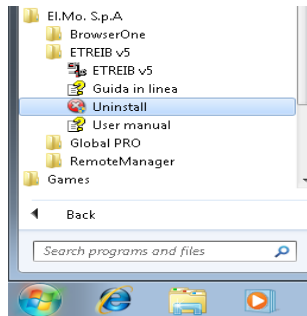 El.Mo. S.p.A
BrowserOne
ETREIB v5
ETREIB v5
Guida in linea
Uninstall
User manual
Global PRO
RemoteManager
Games
Back
Search programs and files